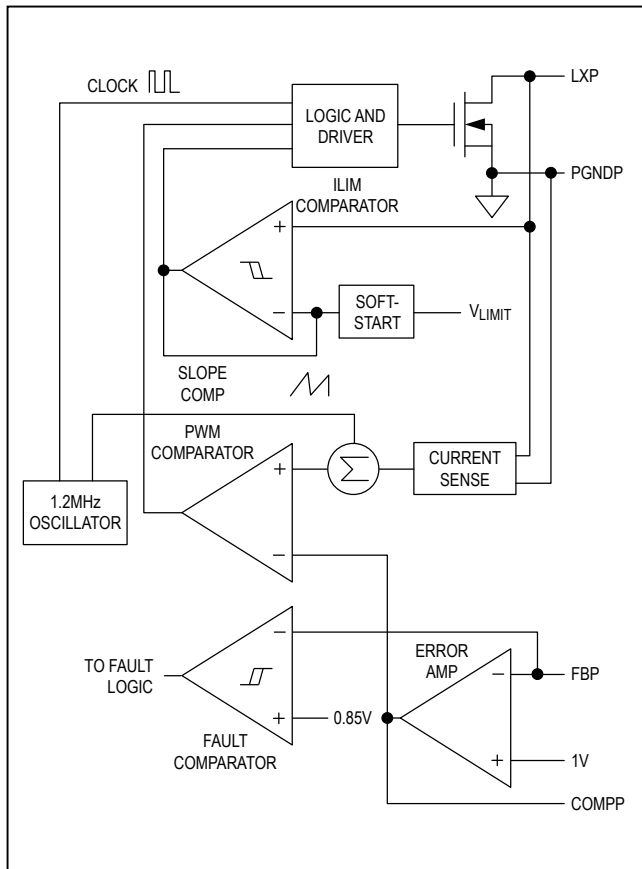 CLOCK
LOGIC AND
DRIVER
LXP
PGNDP
ILIM
COMPARATOR
+
−
SOFT-
START
VLIMIT
SLOPE
COMP
PWM
COMPARATOR
+
Σ
CURRENT
SENSE
1.2MHz
OSCILLATOR
−
−
ERROR
AMP
TO FAULT
LOGIC
−
FBP
+
0.85V
FAULT
COMPARATOR
+
1V
COMPP